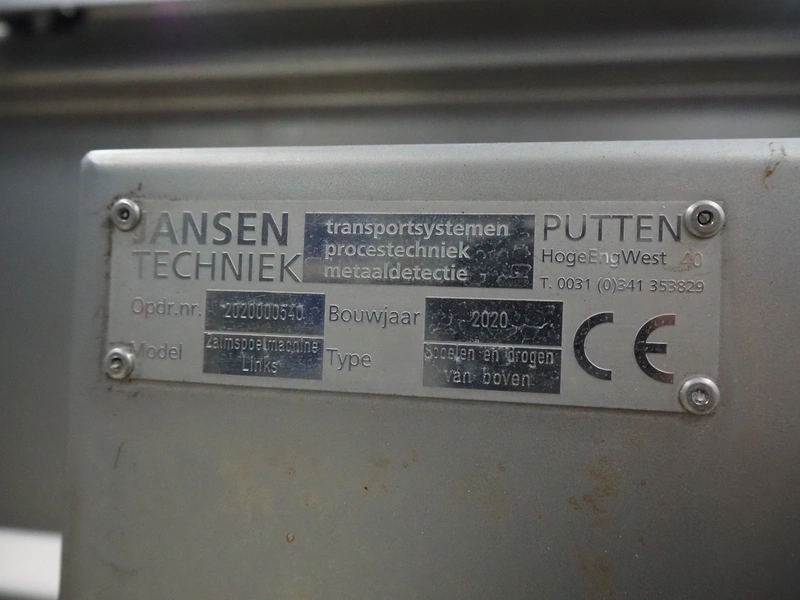 JANSEN
TECHNIEK
transportsystemen
procestechniek
metaaldetectie
PUTTEN
HogeEngWest 40
T. 0031 (0)341 353829
Opdr.nr. 2020000540 Bouwjaar 2020
Model Zalmspoelmachine Links
Type Spoelen en drogen van boven
CE